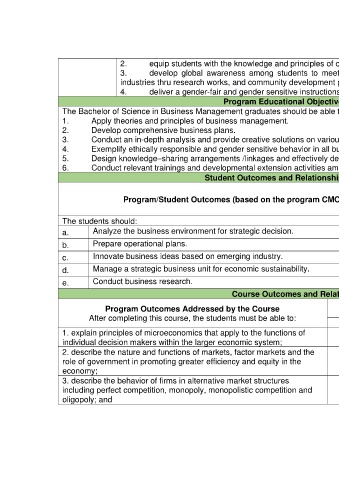 2. equip students with the knowledge and principles of
3. develop global awareness among students to meet
industries thru research works, and community development
4. deliver a gender-fair and gender sensitive instructions
Program Educational
The Bachelor of Science in Business Management graduates should be able
1. Apply theories and principles of business management.
2. Develop comprehensive business plans.
3. Conduct an in-depth analysis and provide creative solutions on
4. Exemplify ethically responsible and gender sensitive behavior in all
5. Design knowledge–sharing arrangements /linkages and effectively
6. Conduct relevant trainings and developmental extension activities
Student Outcomes and
Program/Student Outcomes (based on the program CMO
The students should:
a. Analyze the business environment for strategic decision.
b. Prepare operational plans.
c. Innovate business ideas based on emerging industry.
d. Manage a strategic business unit for economic sustainability.
e. Conduct business research.
Course Outcomes and
Program Outcomes Addressed by the Course
After completing this course, the students must be able to:
1. explain principles of microeconomics that apply to the functions of
individual decision makers within the larger economic system;
2. describe the nature and functions of markets, factor markets and the
role of government in promoting greater efficiency and equity in the
economy;
3. describe the behavior of firms in alternative market structures
including perfect competition, monopoly, monopolistic competition and
oligopoly; and